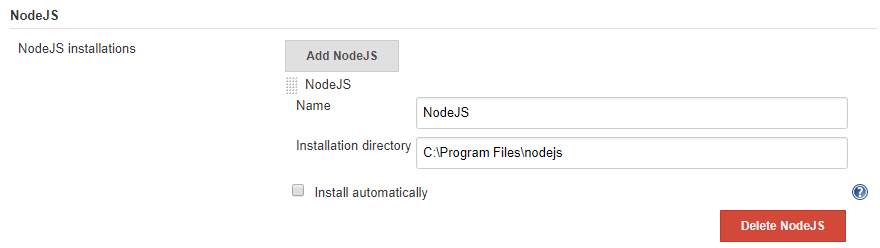 NodeJS
NodeJS installations
Add NodeJS
NodeJS
Name
NodeJS
Installation directory
C:\Program Files\nodejs
Install automatically
?
Delete NodeJS